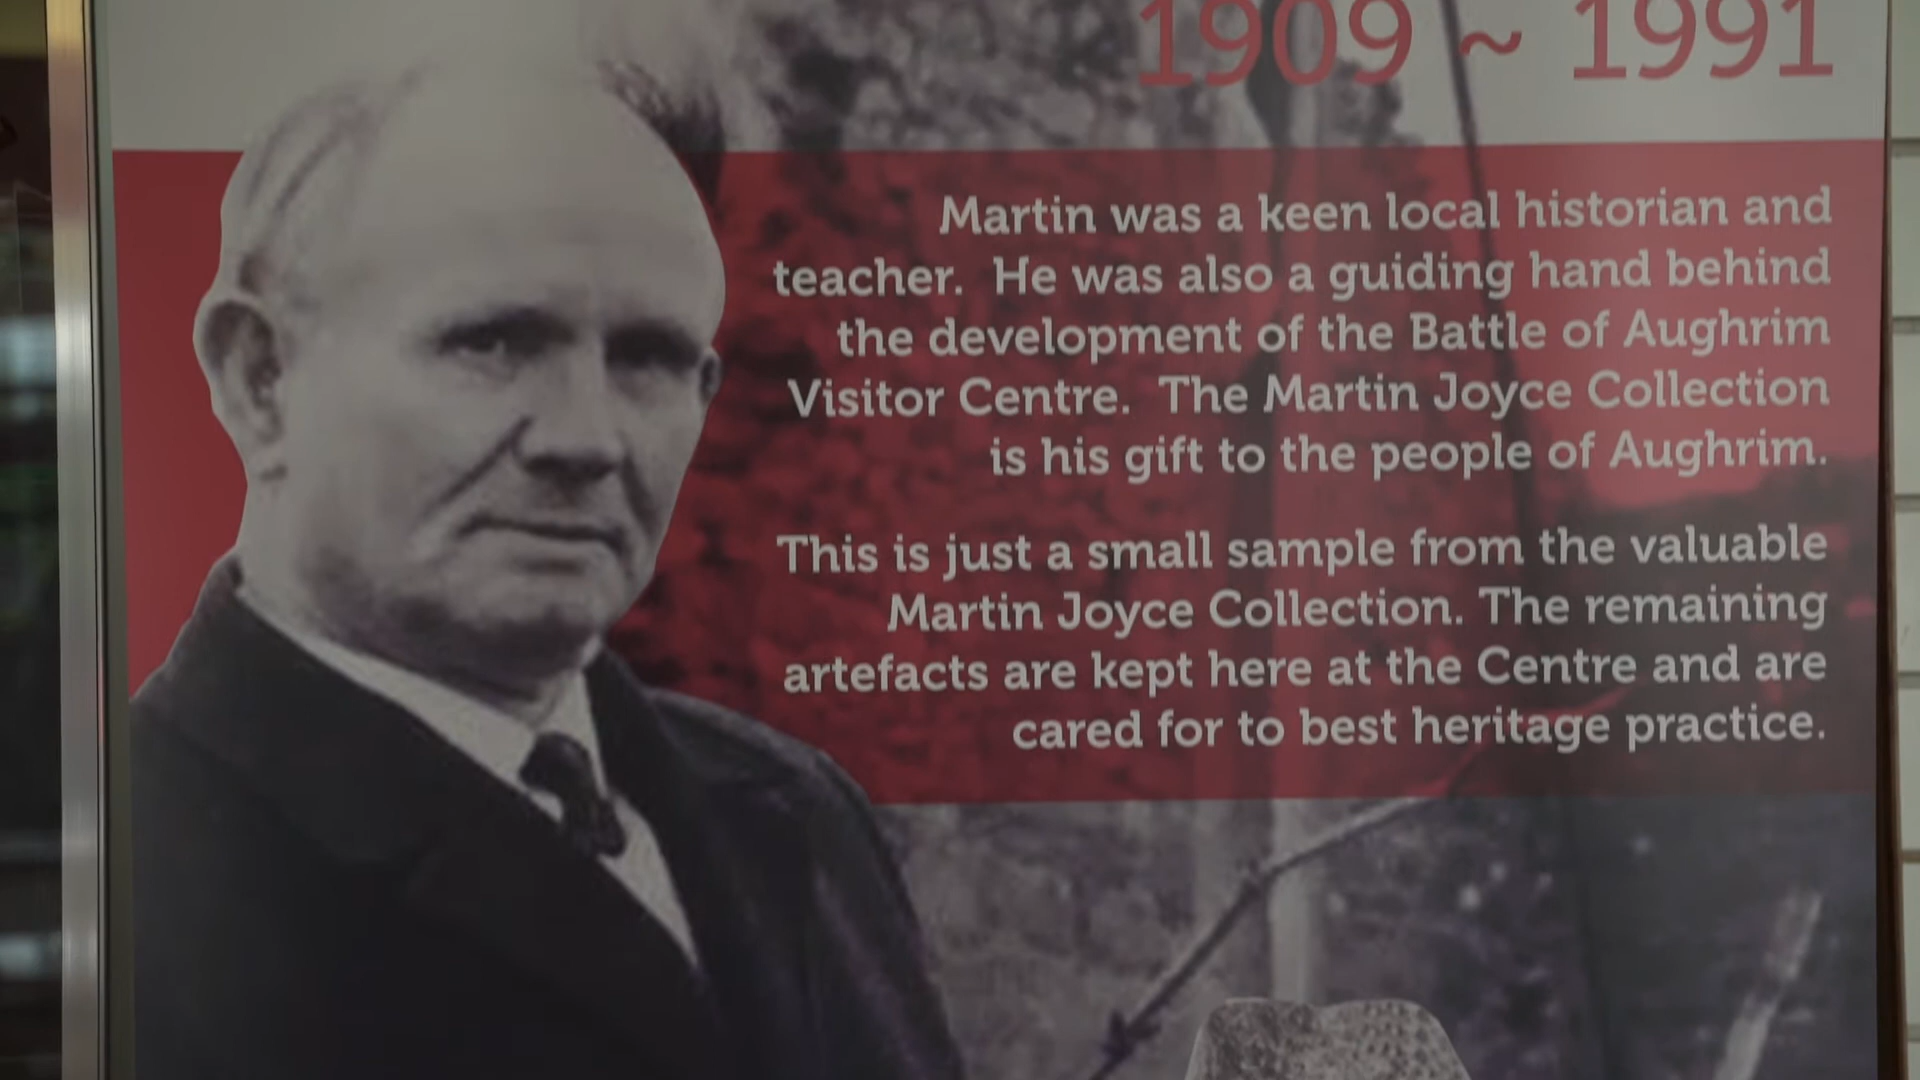 1909 ~ 1991
Martin was a keen local historian and
teacher. He was also a guiding hand behind
the development of the Battle of Aughrim
Visitor Centre. The Martin Joyce Collection
is his gift to the people of Aughrim.
This is just a small sample from the valuable
Martin Joyce Collection. The remaining
artefacts are kept here at the Centre and are
cared for to best heritage practice.